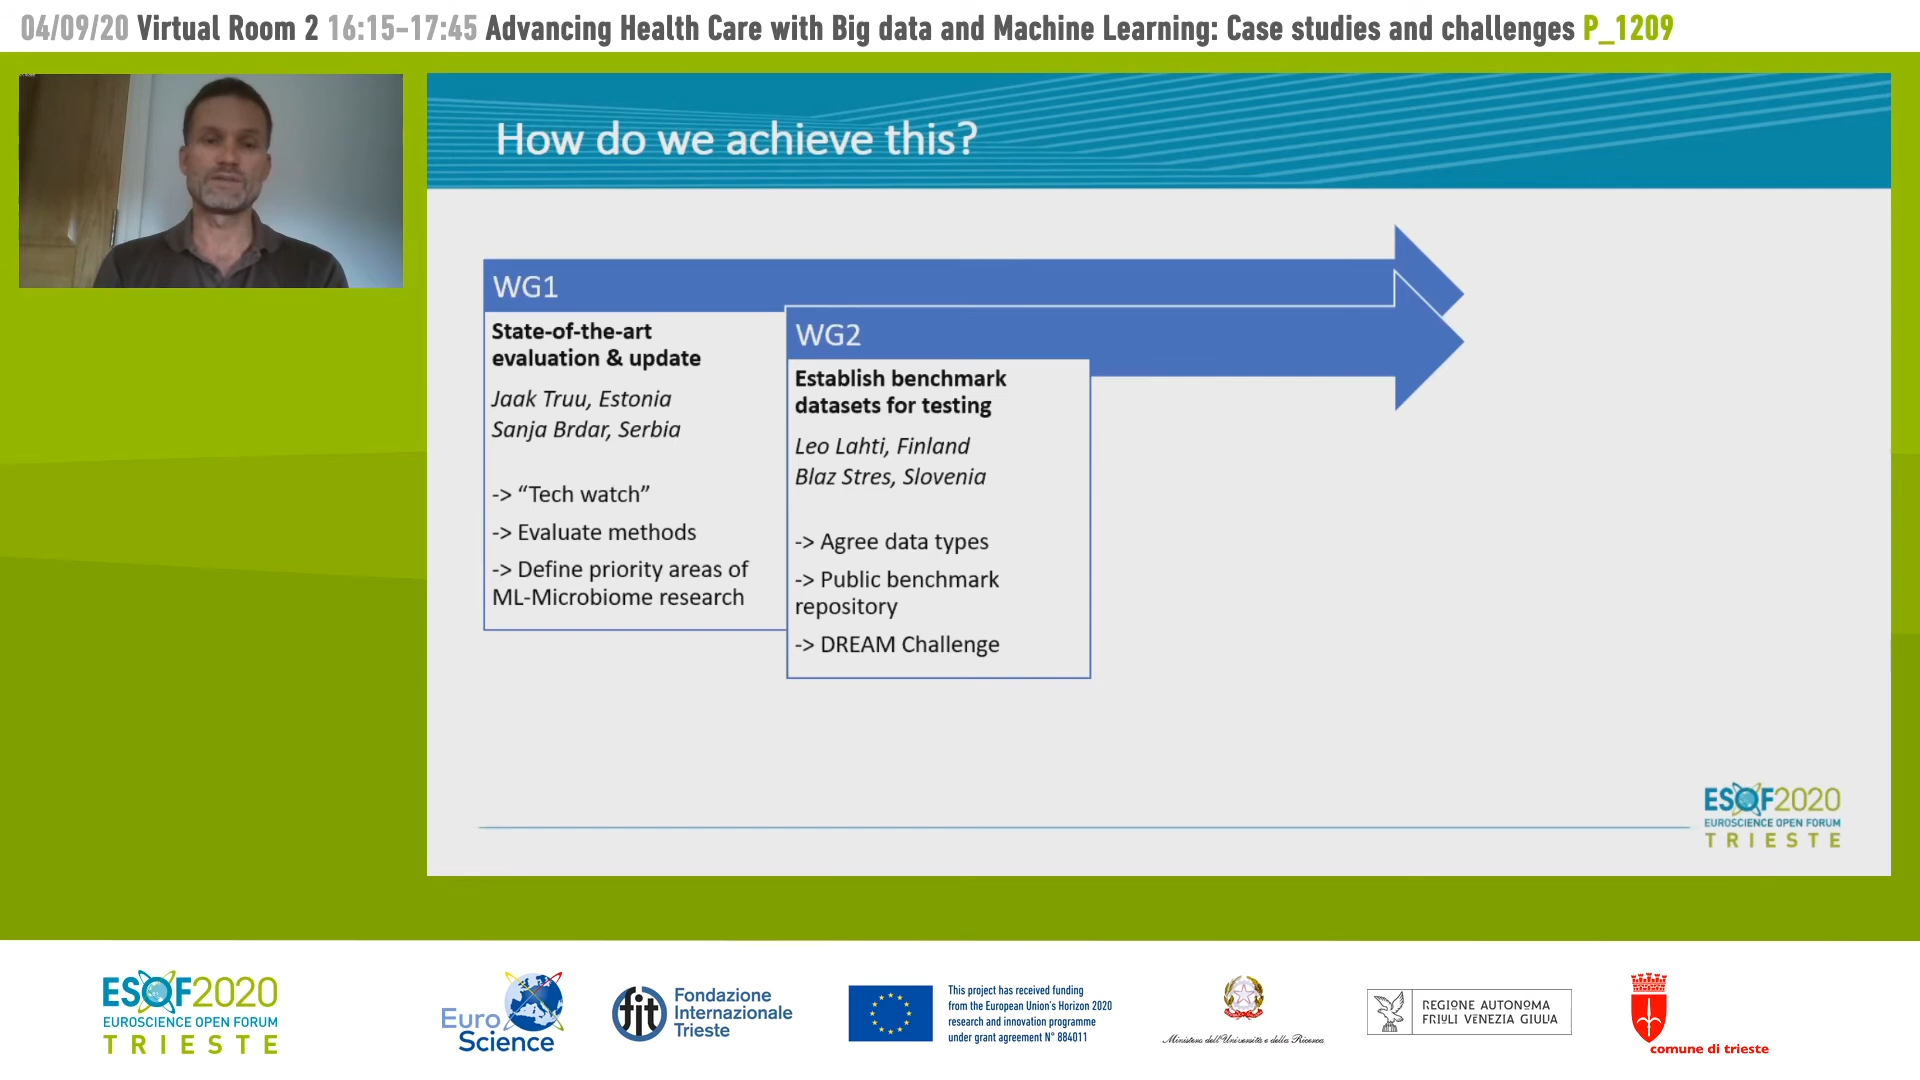 04/09/20 Virtual Room 2 16:15-17:45 Advancing Health Care with Big data and Machine Learning: Case studies and challenges P_1209
How do we achieve this?
WG1
State-of-the-art
evaluation & update
Jaak Truu, Estonia
Sanja Brdar, Serbia
-> “Tech watch”
-> Evaluate methods
-> Define priority areas of
ML-Microbiome research
WG2
Establish benchmark
datasets for testing
Leo Lahti, Finland
Blaz Stres, Slovenia
-> Agree data types
-> Public benchmark
repository
-> DREAM Challenge
ESOF2020
EUROSCIENCE OPEN FORUM
TRIESTE
ESOF2020
EUROSCIENCE OPEN FORUM
TRIESTE
Euro
Science
fit
Fondazione
Internazionale
Trieste
This project has received funding
from the European Union's Horizon 2020
research and innovation programme
under grant agreement N° 884011
Ministero dell'Università e della Ricerca
REGIONE AUTONOMA
FRIULI VENEZIA GIULIA
comune di trieste